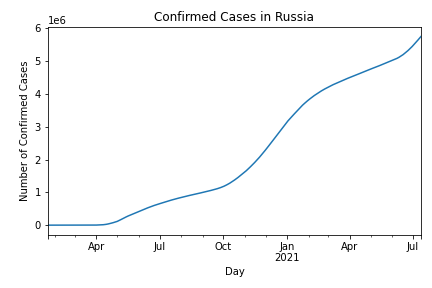 Confirmed Cases in Russia
1e6
6
5
4
3
2
1
0
Number of Confirmed Cases
Apr
Jul
Oct
Jan
2021
Apr
Jul
Day